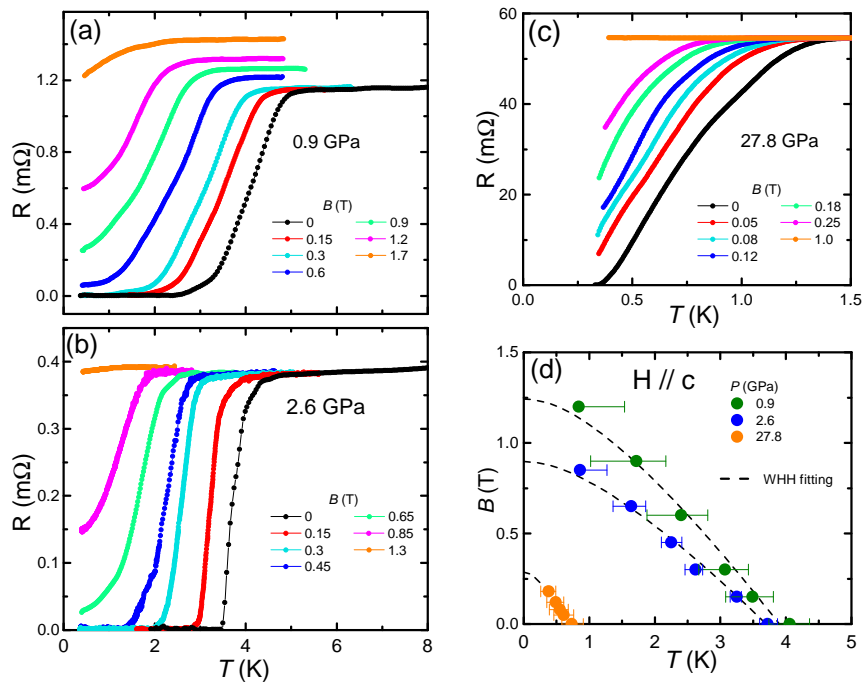 (a)
R (mΩ)
1.2
0.8
0.4
0.0
0.9 GPa
B (T)
0 0.9
0.15 1.2
0.3 1.7
0.6
(b)
R (mΩ)
0.4
0.3
0.2
0.1
0.0
2.6 GPa
B (T)
0 0.65
0.15 0.85
0.3 1.3
0.45
0 2 4 6 8
T (K)
(c)
R (mΩ)
60
40
20
0
27.8 GPa
B (T)
0 0.18
0.05 0.25
0.08 1.0
0.12
0.0 0.5 1.0 1.5
T (K)
(d)
H // c
B (T)
1.5
1.0
0.5
0.0
P (GPa)
0.9
2.6
27.8
WHH fitting
0 1 2 3 4 5
T (K)